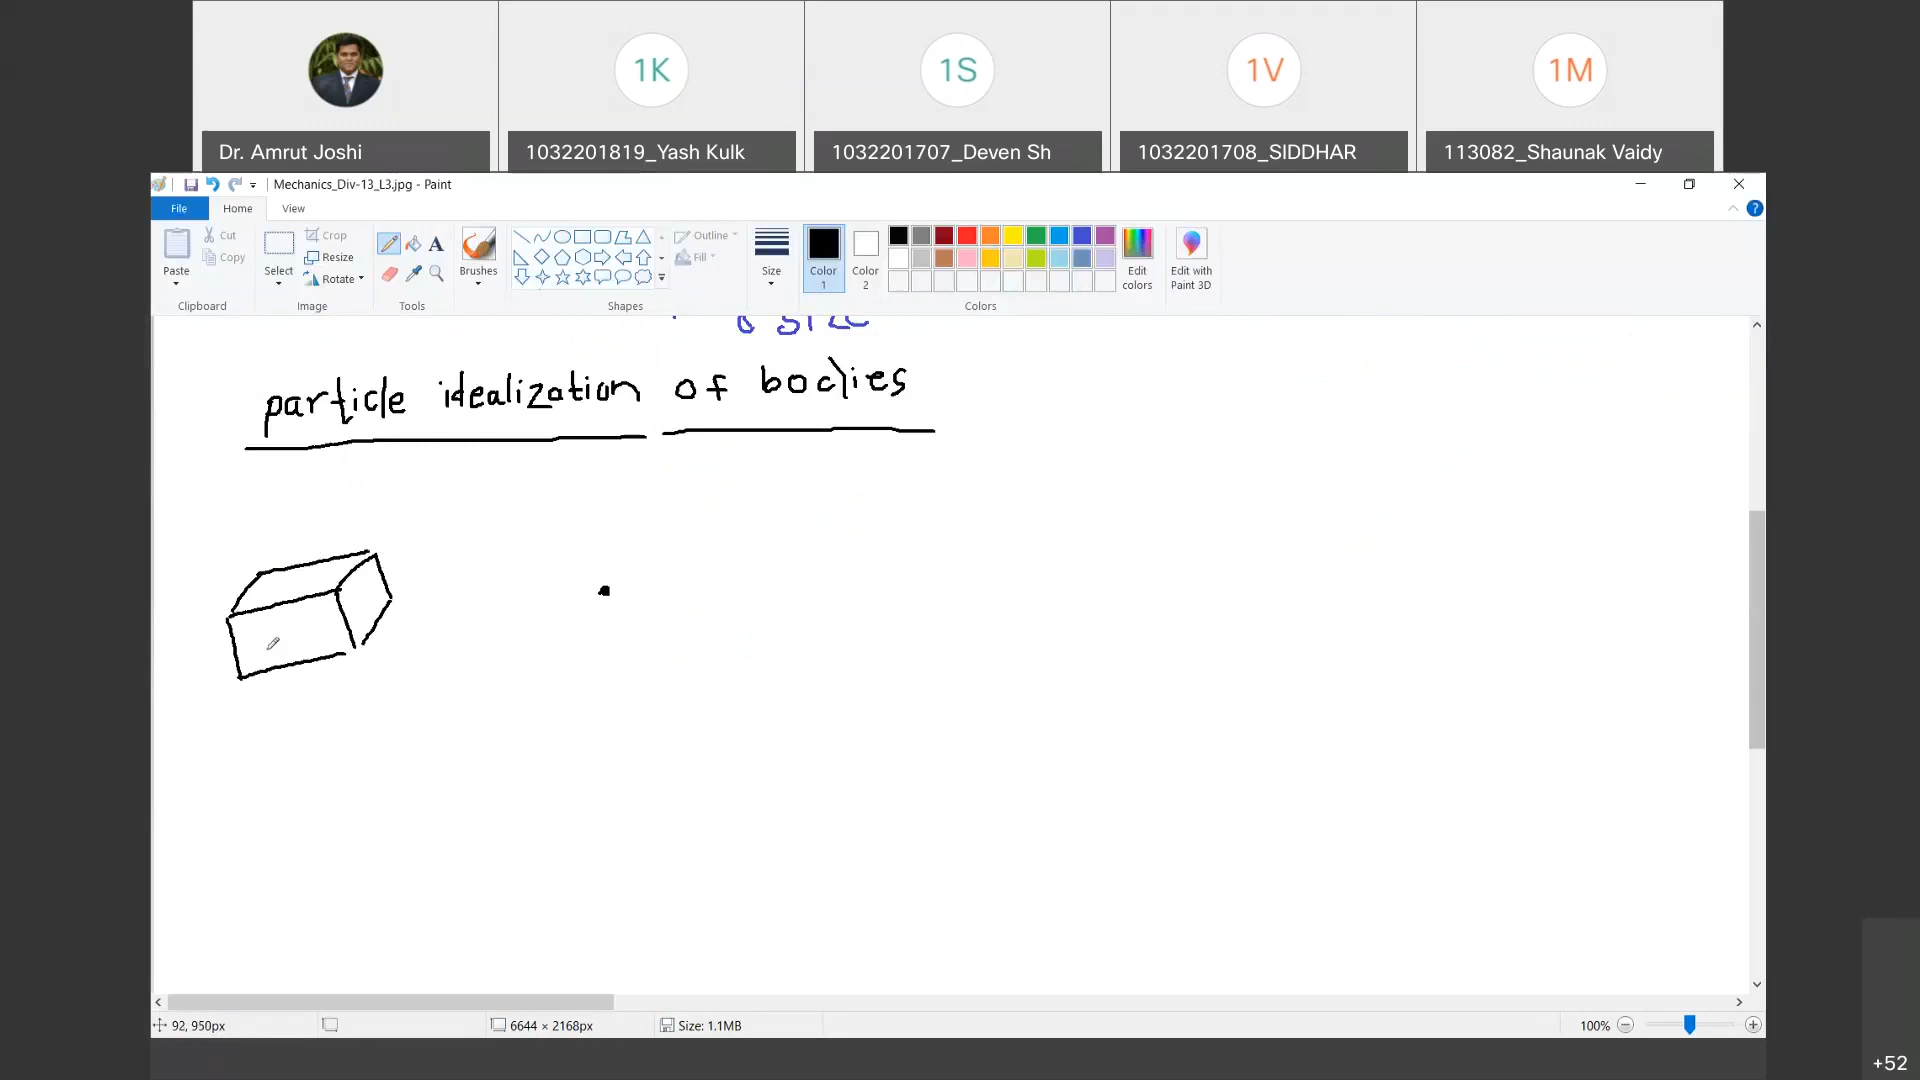 1K
1S
1V
1M
Dr. Amrut Joshi
1032201819_Yash Kulk
1032201707_Deven Sh
1032201708_SIDDHAR
113082_Shaunak Vaidy
Mechanics_Div-13_L3.jpg - Paint
File
Home
View
Paste
Cut
Copy
Clipboard
Select
Crop
Resize
Rotate
Image
A
Tools
Brushes
Outline
Fill
Shapes
Size
Color
1
Color
2
Edit
colors
Colors
Edit with
Paint 3D
?
size
particle idealization of bodies
92, 950px
6644 × 2168px
Size: 1.1MB
100%
+52